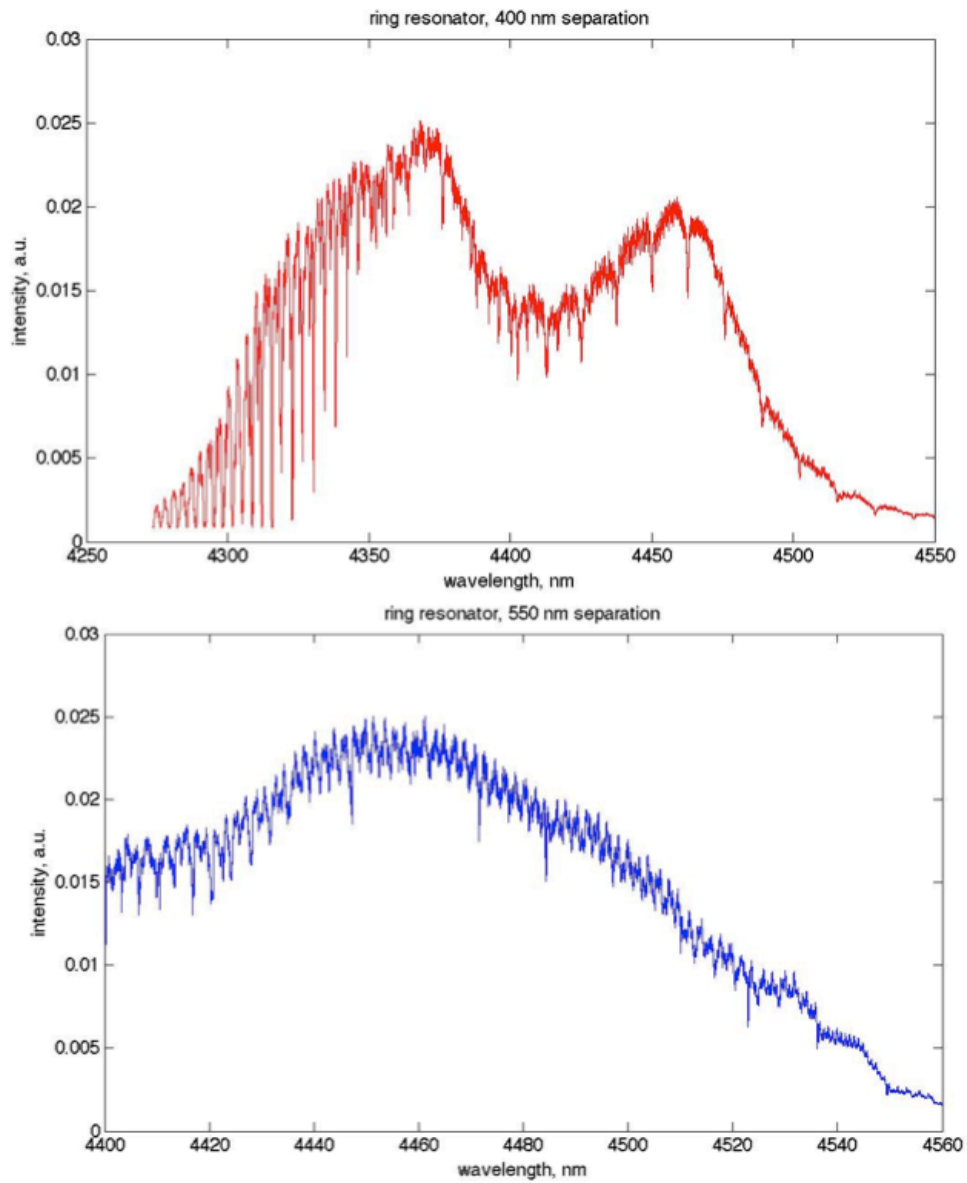 ring resonator, 400 nm separation
0.03
0.025
0.02
0.015
0.01
0.005
0
intensity, a.u.
4250 4300 4350 4400 4450 4500 4550
wavelength, nm
ring resonator, 550 nm separation
0.03
0.025
0.02
0.015
0.01
0.005
0
intensity, a.u.
4400 4420 4440 4460 4480 4500 4520 4540 4560
wavelength, nm